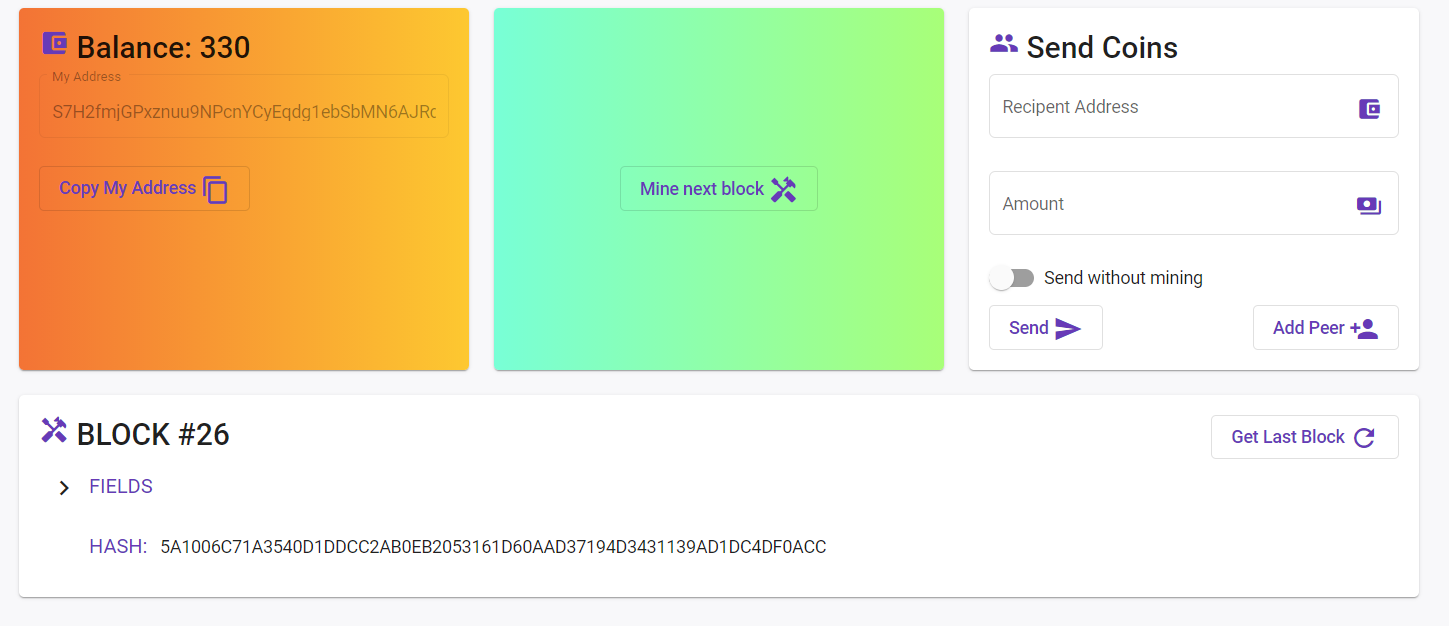 Balance: 330
My Address
S7H2fmjGPxznuu9NPcnYCyEqdg1ebSbMN6AJR
Copy My Address
Mine next block
Send Coins
Recipent Address
Amount
Send without mining
Send
Add Peer
BLOCK #26
Get Last Block
FIELDS
HASH: 5A1006C71A3540D1DDCC2AB0EB2053161D60AAD37194D3431139AD1DC4DF0ACC